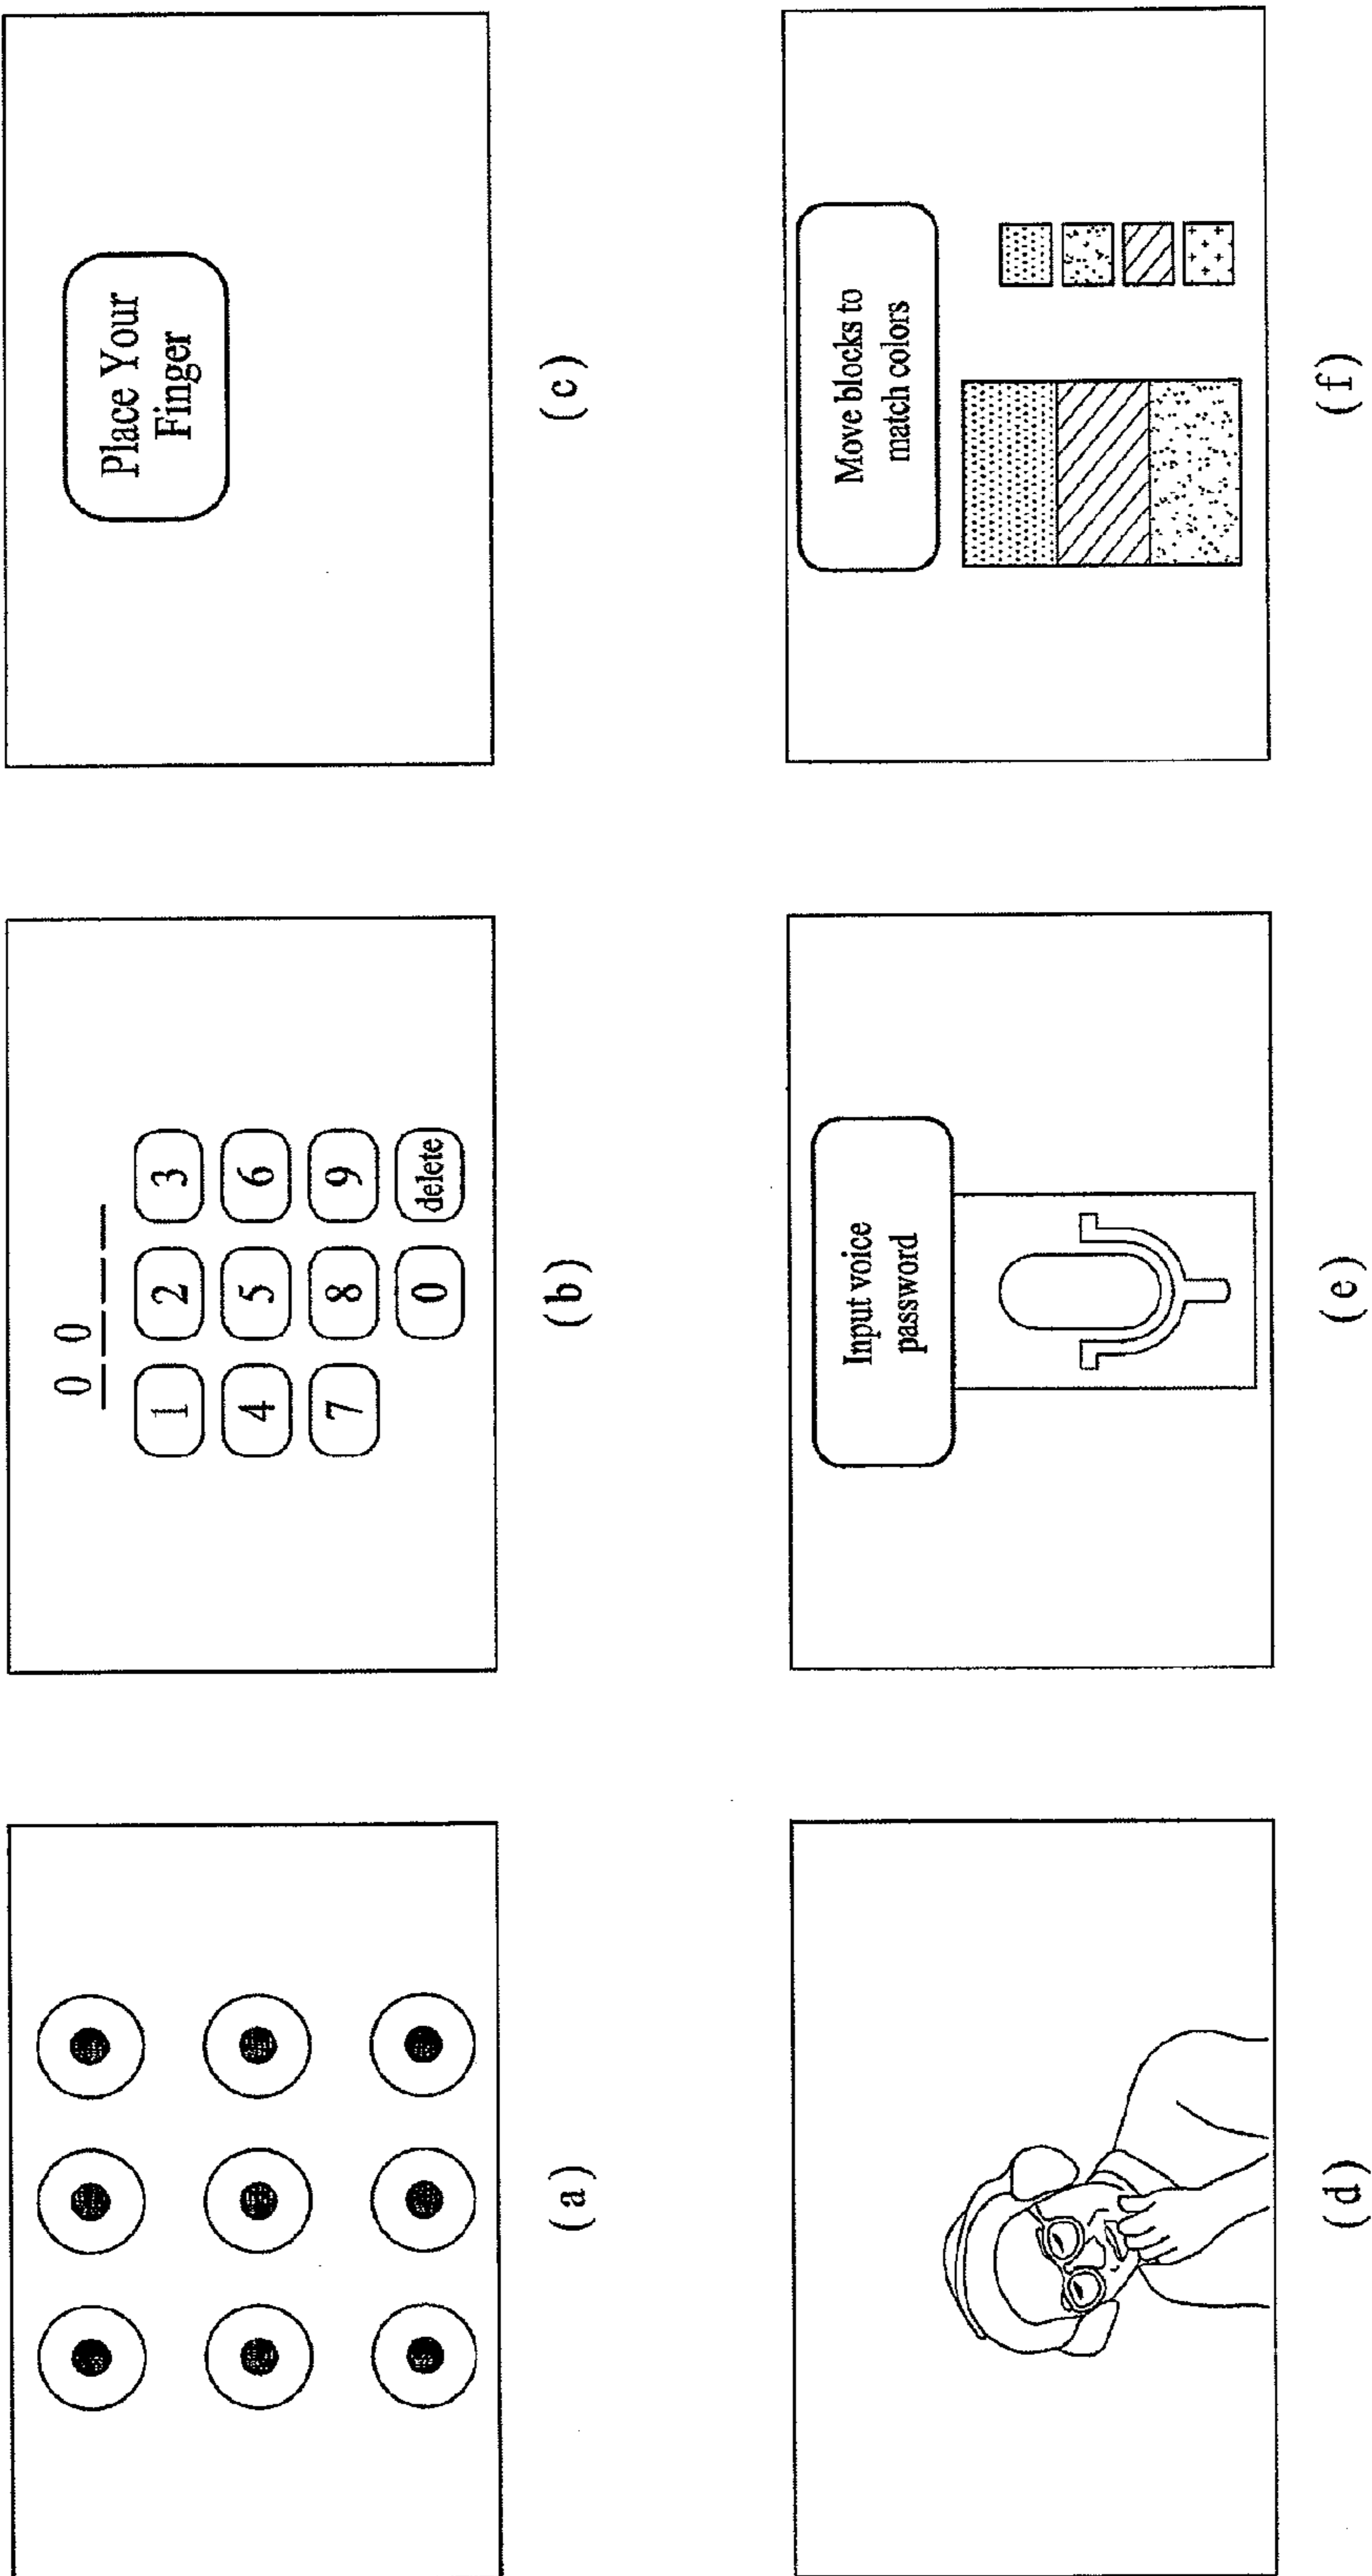 (a)
0 0 _ _
1 2 3
4 5 6
7 8 9
0 delete
(b)
Place Your
Finger
(c)
(d)
Input voice
password
(e)
Move blocks to
match colors
(f)